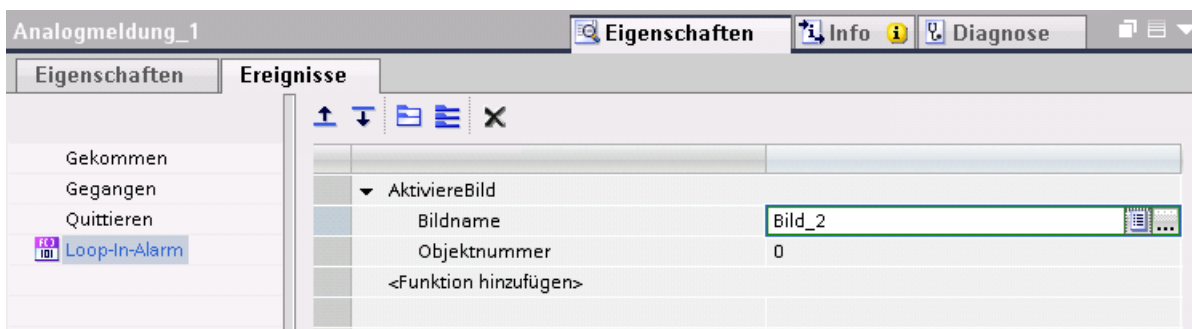 Analogmeldung_1
Eigenschaften
Info
Diagnose
Eigenschaften
Ereignisse
Gekommen
Gegangen
Quittieren
Loop-In-Alarm
AktiviereBild
Bildname Bild_2 ...
Objektnummer 0
<Funktion hinzufügen>